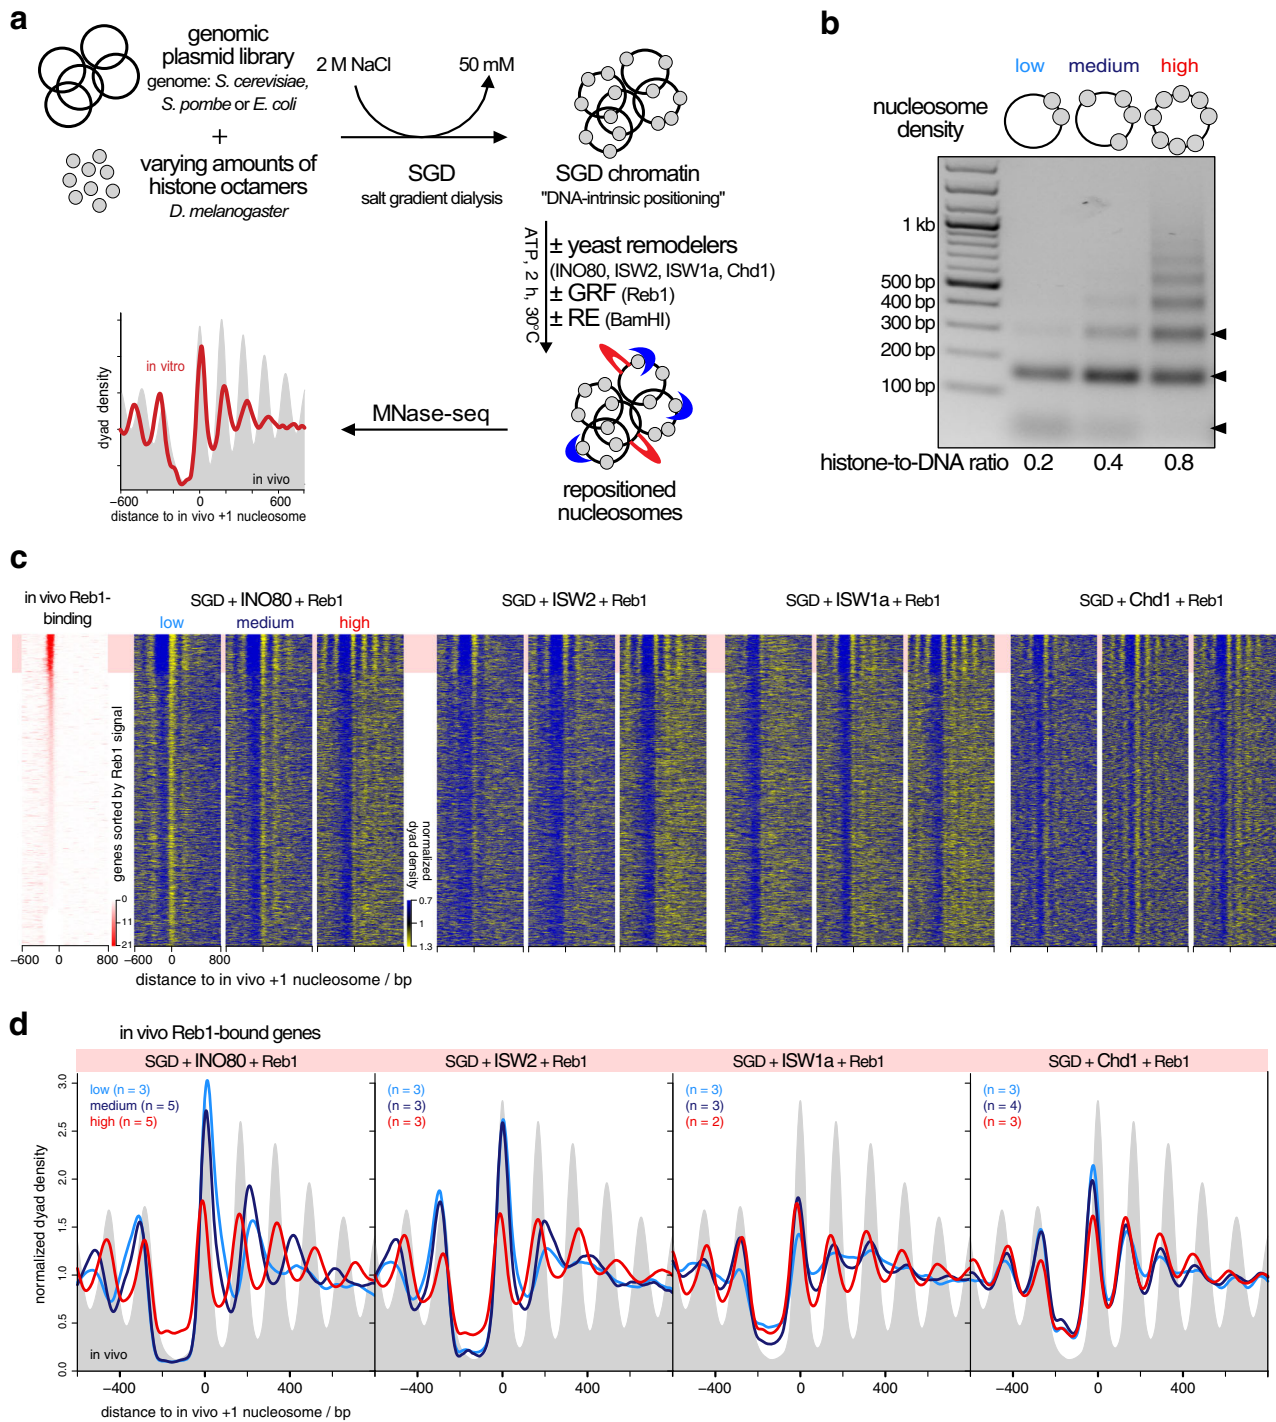 a
genomic
plasmid library
genome: S. cerevisiae,
S. pombe or E. coli
+
varying amounts of
histone octamers
D. melanogaster
2 M NaCl
50 mM
SGD
salt gradient dialysis
SGD chromatin
"DNA-intrinsic positioning"
ATP, 2 h, 30°C
± yeast remodelers
(INO80, ISW2, ISW1a, Chd1)
± GRF (Reb1)
± RE (BamHI)
repositioned
nucleosomes
MNase-seq
dyad density
in vitro
in vivo
−600 0 600
distance to in vivo +1 nucleosome
b
low medium high
nucleosome
density
1 kb
500 bp
400 bp
300 bp
200 bp
100 bp
histone-to-DNA ratio 0.2 0.4 0.8
c
in vivo Reb1-
binding
SGD + INO80 + Reb1
SGD + ISW2 + Reb1
SGD + ISW1a + Reb1
SGD + Chd1 + Reb1
low medium high
genes sorted by Reb1 signal
0
11
21
normalized
dyad density
0.7
1
1.3
−600 0 800
−600 0 800
distance to in vivo +1 nucleosome / bp
d
in vivo Reb1-bound genes
SGD + INO80 + Reb1
SGD + ISW2 + Reb1
SGD + ISW1a + Reb1
SGD + Chd1 + Reb1
low (n = 3)
medium (n = 5)
high (n = 5)
(n = 3)
(n = 3)
(n = 3)
(n = 3)
(n = 3)
(n = 2)
(n = 3)
(n = 4)
(n = 3)
normalized dyad density
3.0
2.5
2.0
1.5
1.0
0.5
0.0
in vivo
−400 0 400
−400 0 400
−400 0 400
−400 0 400
distance to in vivo +1 nucleosome / bp